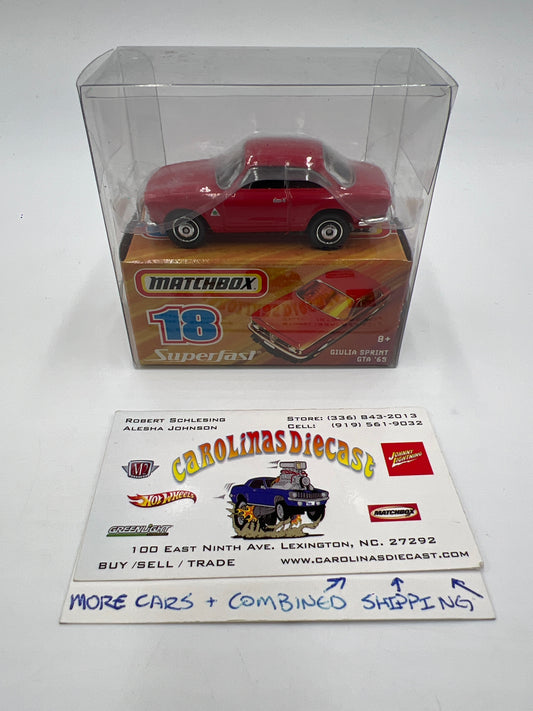 MATCHBOX
18
Superfast
8+
GIULIA SPRINT
GTA '65
ROBERT SCHLESING
ALESHA JOHNSON
STORE: (336) 843-2013
CELL: (919) 561-9032
CAROLINAS DIECAST
M2
JOHNNY LIGHTNING
HOT WHEELS
MATCHBOX
GREENLIGHT
100 EAST NINTH AVE. LEXINGTON, NC. 27292
BUY /SELL / TRADE
WWW.CAROLINASDIECAST.COM
MORE CARS + COMBINED SHIPPING